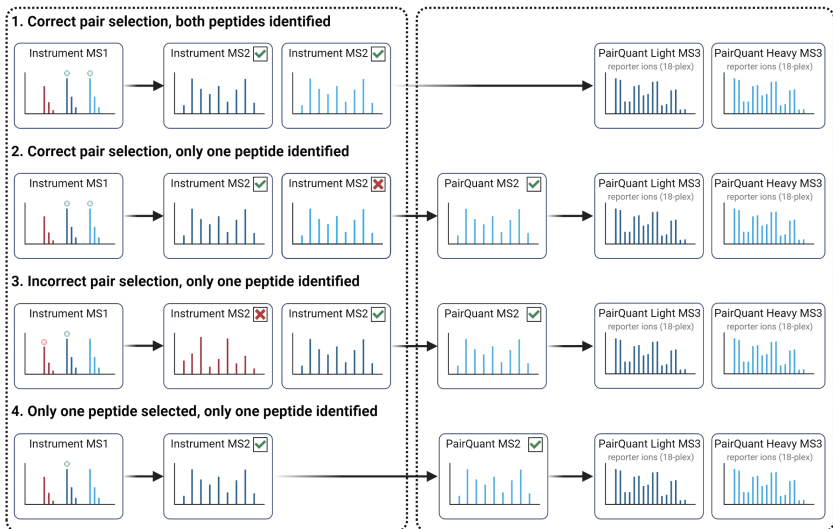 1. Correct pair selection, both peptides identified
Instrument MS1
Instrument MS2
Instrument MS2
PairQuant Light MS3
reporter ions (18-plex)
PairQuant Heavy MS3
reporter ions (18-plex)
2. Correct pair selection, only one peptide identified
Instrument MS1
Instrument MS2
Instrument MS2
PairQuant MS2
PairQuant Light MS3
reporter ions (18-plex)
PairQuant Heavy MS3
reporter ions (18-plex)
3. Incorrect pair selection, only one peptide identified
Instrument MS1
Instrument MS2
Instrument MS2
PairQuant MS2
PairQuant Light MS3
reporter ions (18-plex)
PairQuant Heavy MS3
reporter ions (18-plex)
4. Only one peptide selected, only one peptide identified
Instrument MS1
Instrument MS2
PairQuant MS2
PairQuant Light MS3
reporter ions (18-plex)
PairQuant Heavy MS3
reporter ions (18-plex)